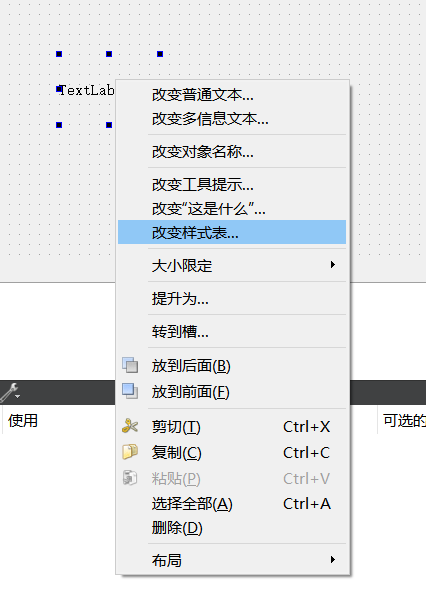 TextLab
改变普通文本...
改变多信息文本...
改变对象名称...
改变工具提示...
改变“这是什么”...
改变样式表...
大小限定
提升为...
转到槽...
放到后面(B)
放到前面(F)
使用
可选的
剪切(T) Ctrl+X
复制(C) Ctrl+C
粘贴(P) Ctrl+V
选择全部(A) Ctrl+A
删除(D)
布局